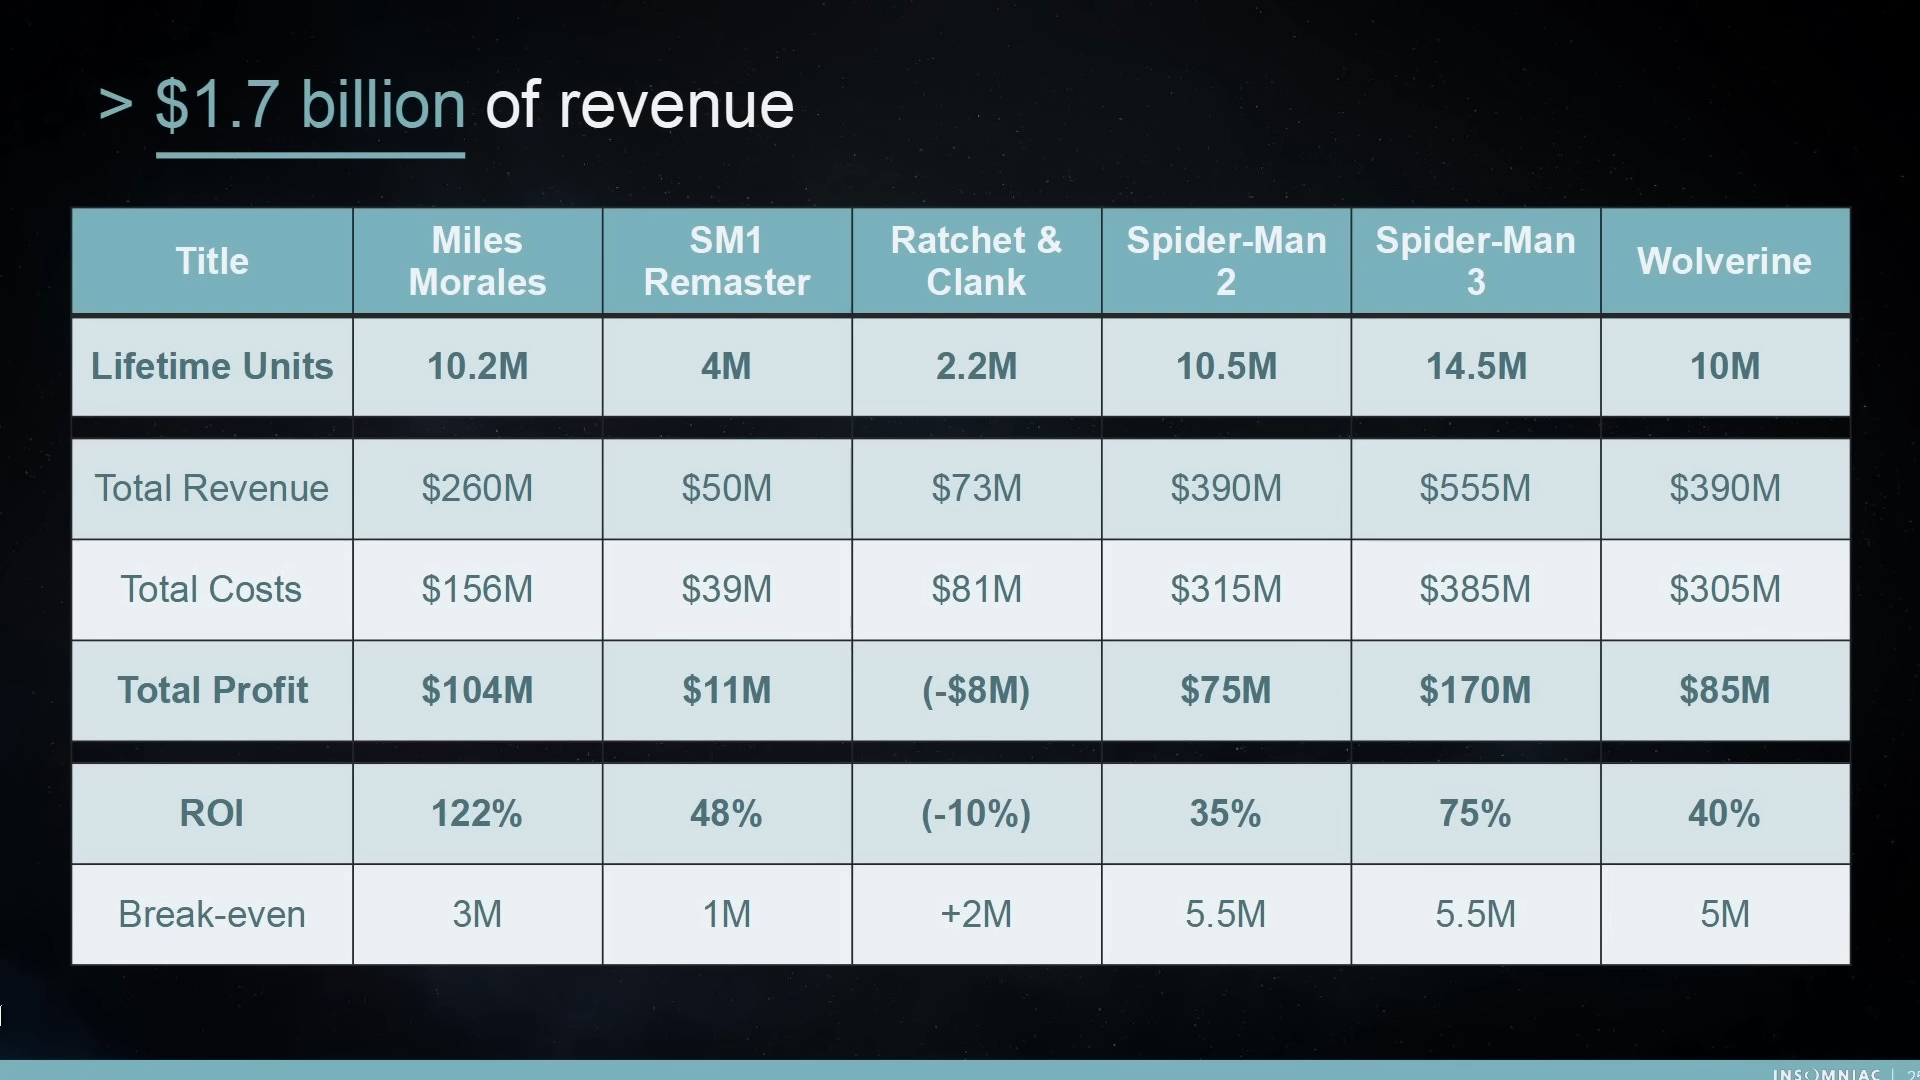 > $1.7 billion of revenue
Title Miles Morales SM1 Remaster Ratchet & Clank Spider-Man 2 Spider-Man 3 Wolverine
Lifetime Units 10.2M 4M 2.2M 10.5M 14.5M 10M
Total Revenue $260M $50M $73M $390M $555M $390M
Total Costs $156M $39M $81M $315M $385M $305M
Total Profit $104M $11M (-$8M) $75M $170M $85M
ROI 122% 48% (-10%) 35% 75% 40%
Break-even 3M 1M +2M 5.5M 5.5M 5M
INSOMNIAC |